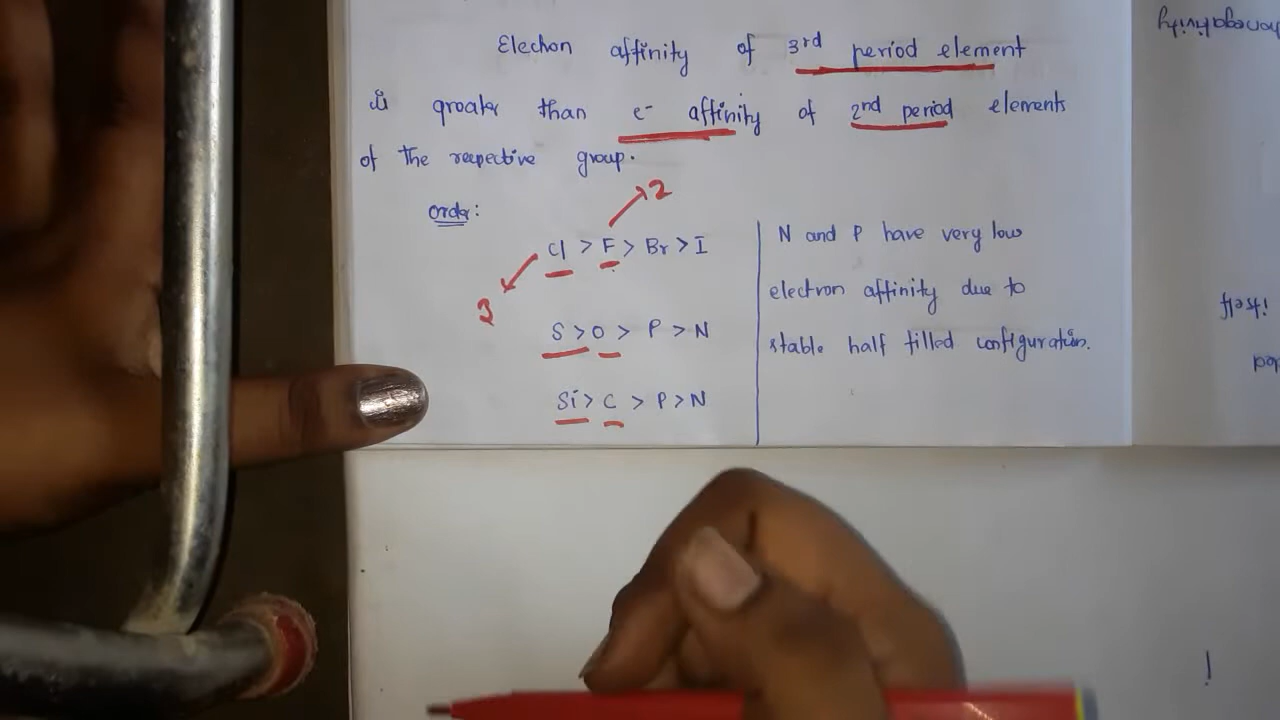 Electron affinity of 3rd period element
is greater than e⁻ affinity of 2nd period elements
of the respective group.
Order:
2
Cl > F > Br > I
3
S > O > P > N
Si > C > P > N
N and P have very low
electron affinity due to
stable half filled configuration.
itself